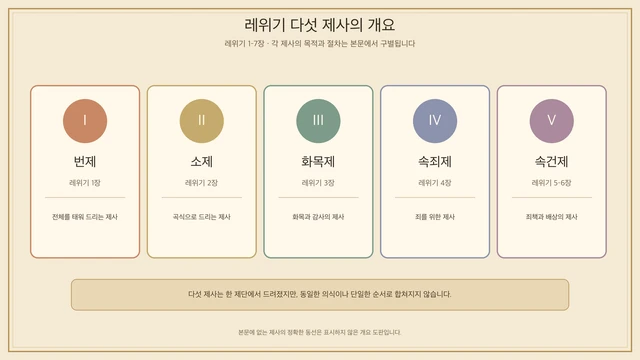 레위기 다섯 제사의 개요
레위기 1-7장 · 각 제사의 목적과 절차는 본문에서 구별됩니다
I
번제
레위기 1장
전체를 태워 드리는 제사
II
소제
레위기 2장
곡식으로 드리는 제사
III
화목제
레위기 3장
화목과 감사의 제사
IV
속죄제
레위기 4장
죄를 위한 제사
V
속건제
레위기 5-6장
죄책과 배상의 제사
다섯 제사는 한 제단에서 드려졌지만, 동일한 의식이나 단일한 순서로 합쳐지지 않습니다.
본문에 없는 제사의 정확한 동선은 표시하지 않은 개요 도판입니다.